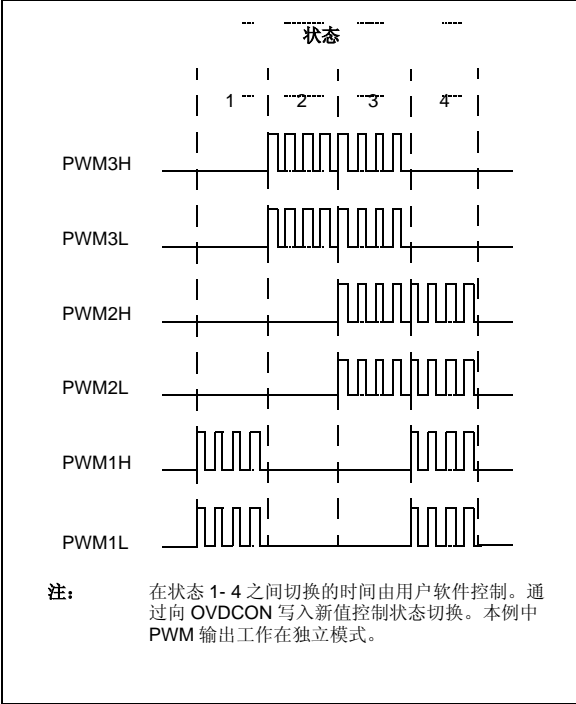 状态
1 2 3 4
PWM3H
PWM3L
PWM2H
PWM2L
PWM1H
PWM1L
注： 在状态 1- 4 之间切换的时间由用户软件控制。通
过向 OVDCON 写入新值控制状态切换。本例中
PWM 输出工作在独立模式。